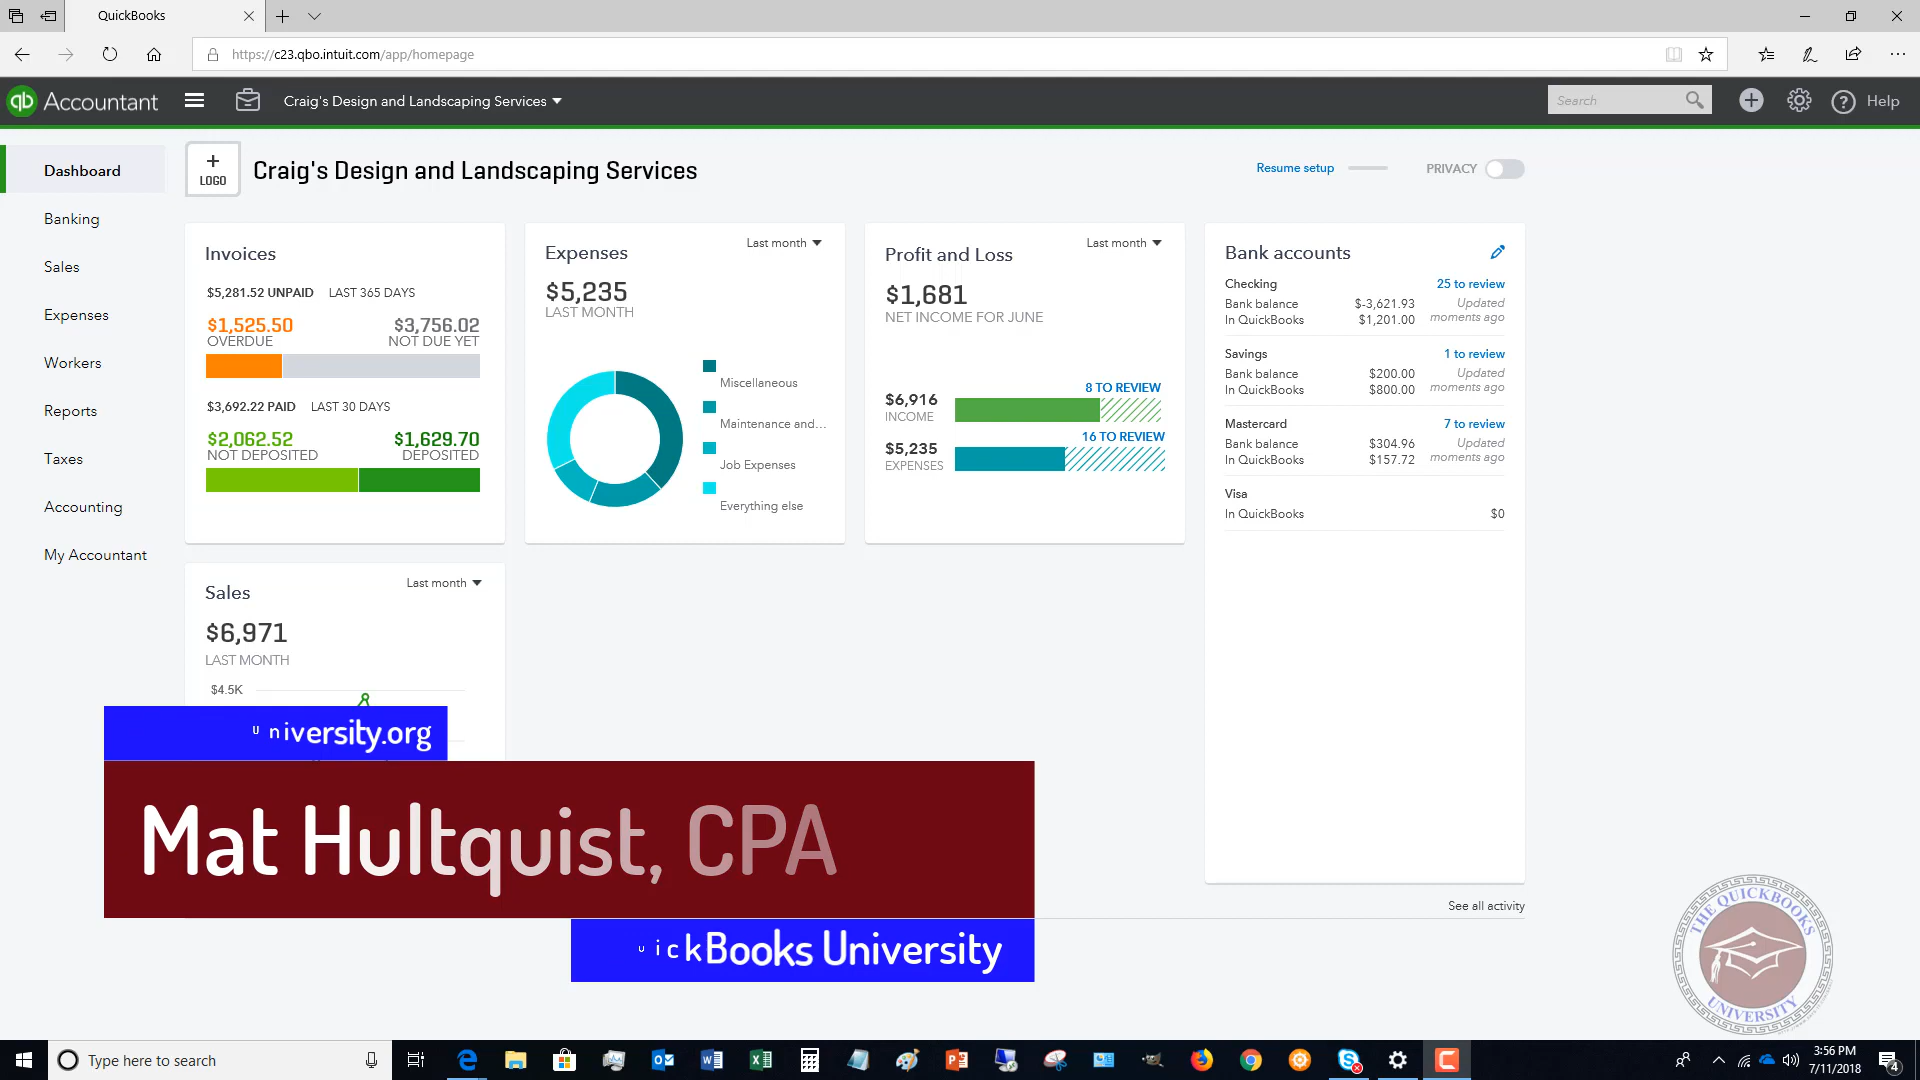 QuickBooks
https://c23.qbo.intuit.com/app/homepage
qb Accountant
Craig's Design and Landscaping Services
Search
Help
Dashboard
Banking
Sales
Expenses
Workers
Reports
Taxes
Accounting
My Accountant
+
LOGO
Craig's Design and Landscaping Services
Resume setup
PRIVACY
Invoices
$5,281.52 UNPAID LAST 365 DAYS
$1,525.50 $3,756.02
OVERDUE NOT DUE YET
$3,692.22 PAID LAST 30 DAYS
$2,062.52 $1,629.70
NOT DEPOSITED DEPOSITED
Expenses
Last month
$5,235
LAST MONTH
Miscellaneous
Maintenance and...
Job Expenses
Everything else
Profit and Loss
Last month
$1,681
NET INCOME FOR JUNE
8 TO REVIEW
$6,916
INCOME
16 TO REVIEW
$5,235
EXPENSES
Bank accounts
Checking 25 to review
Bank balance $-3,621.93 Updated
In QuickBooks $1,201.00 moments ago
Savings 1 to review
Bank balance $200.00 Updated
In QuickBooks $800.00 moments ago
Mastercard 7 to review
Bank balance $304.96 Updated
In QuickBooks $157.72 moments ago
Visa
In QuickBooks $0
See all activity
Sales
Last month
$6,971
LAST MONTH
$4.5K
University.org
Mat Hultquist, CPA
uickBooks University
THE QUICKBOOKS
UNIVERSITY
Type here to search
3:56 PM
7/11/2018
4